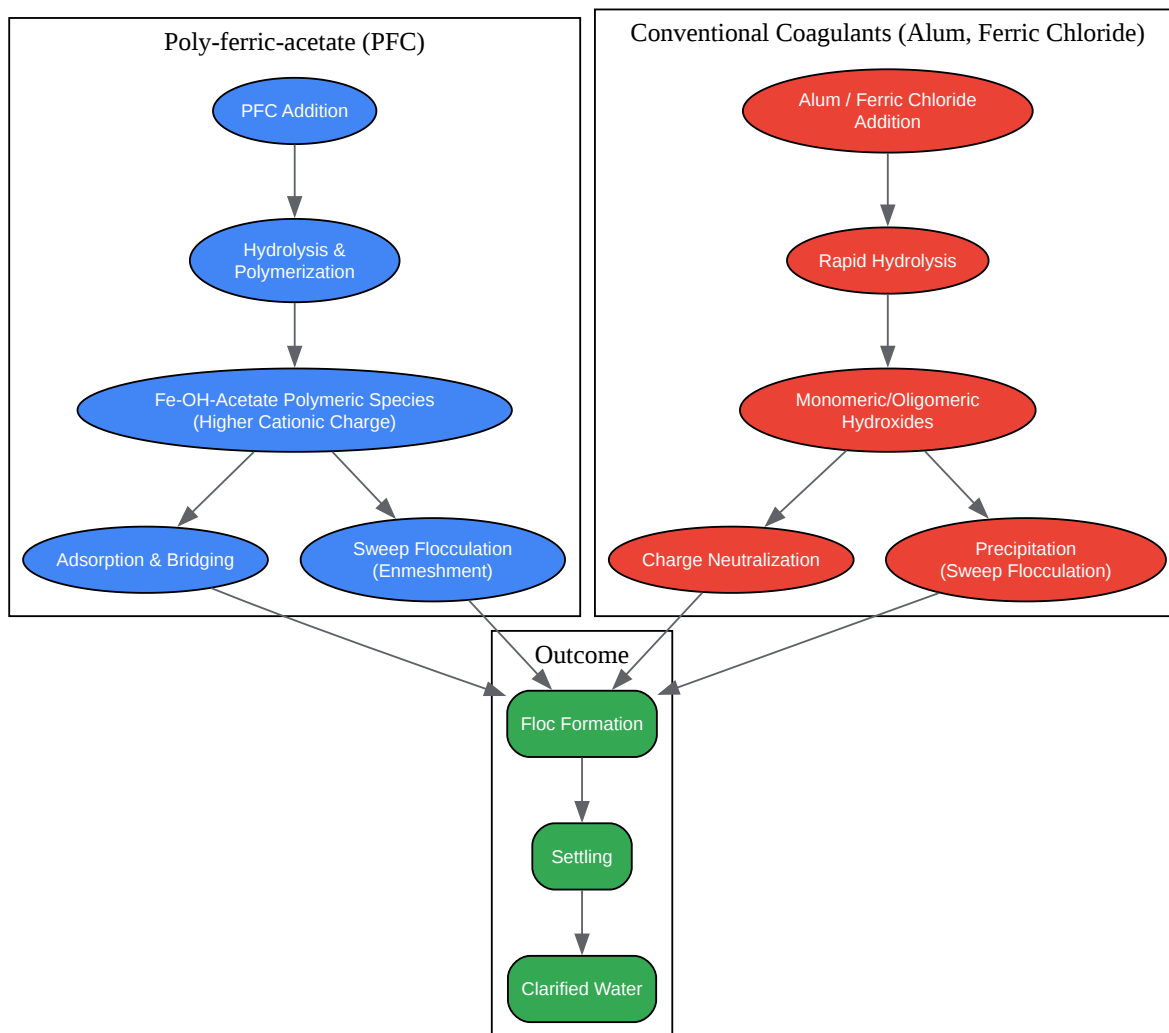 Poly-ferric-acetate (PFC)
PFC Addition
Hydrolysis &
Polymerization
Fe-OH-Acetate Polymeric Species
(Higher Cationic Charge)
Adsorption & Bridging
Sweep Flocculation
(Enmeshment)
Conventional Coagulants (Alum, Ferric Chloride)
Alum / Ferric Chloride
Addition
Rapid Hydrolysis
Monomeric/Oligomeric
Hydroxides
Charge Neutralization
Precipitation
(Sweep Flocculation)
Outcome
Floc Formation
Settling
Clarified Water